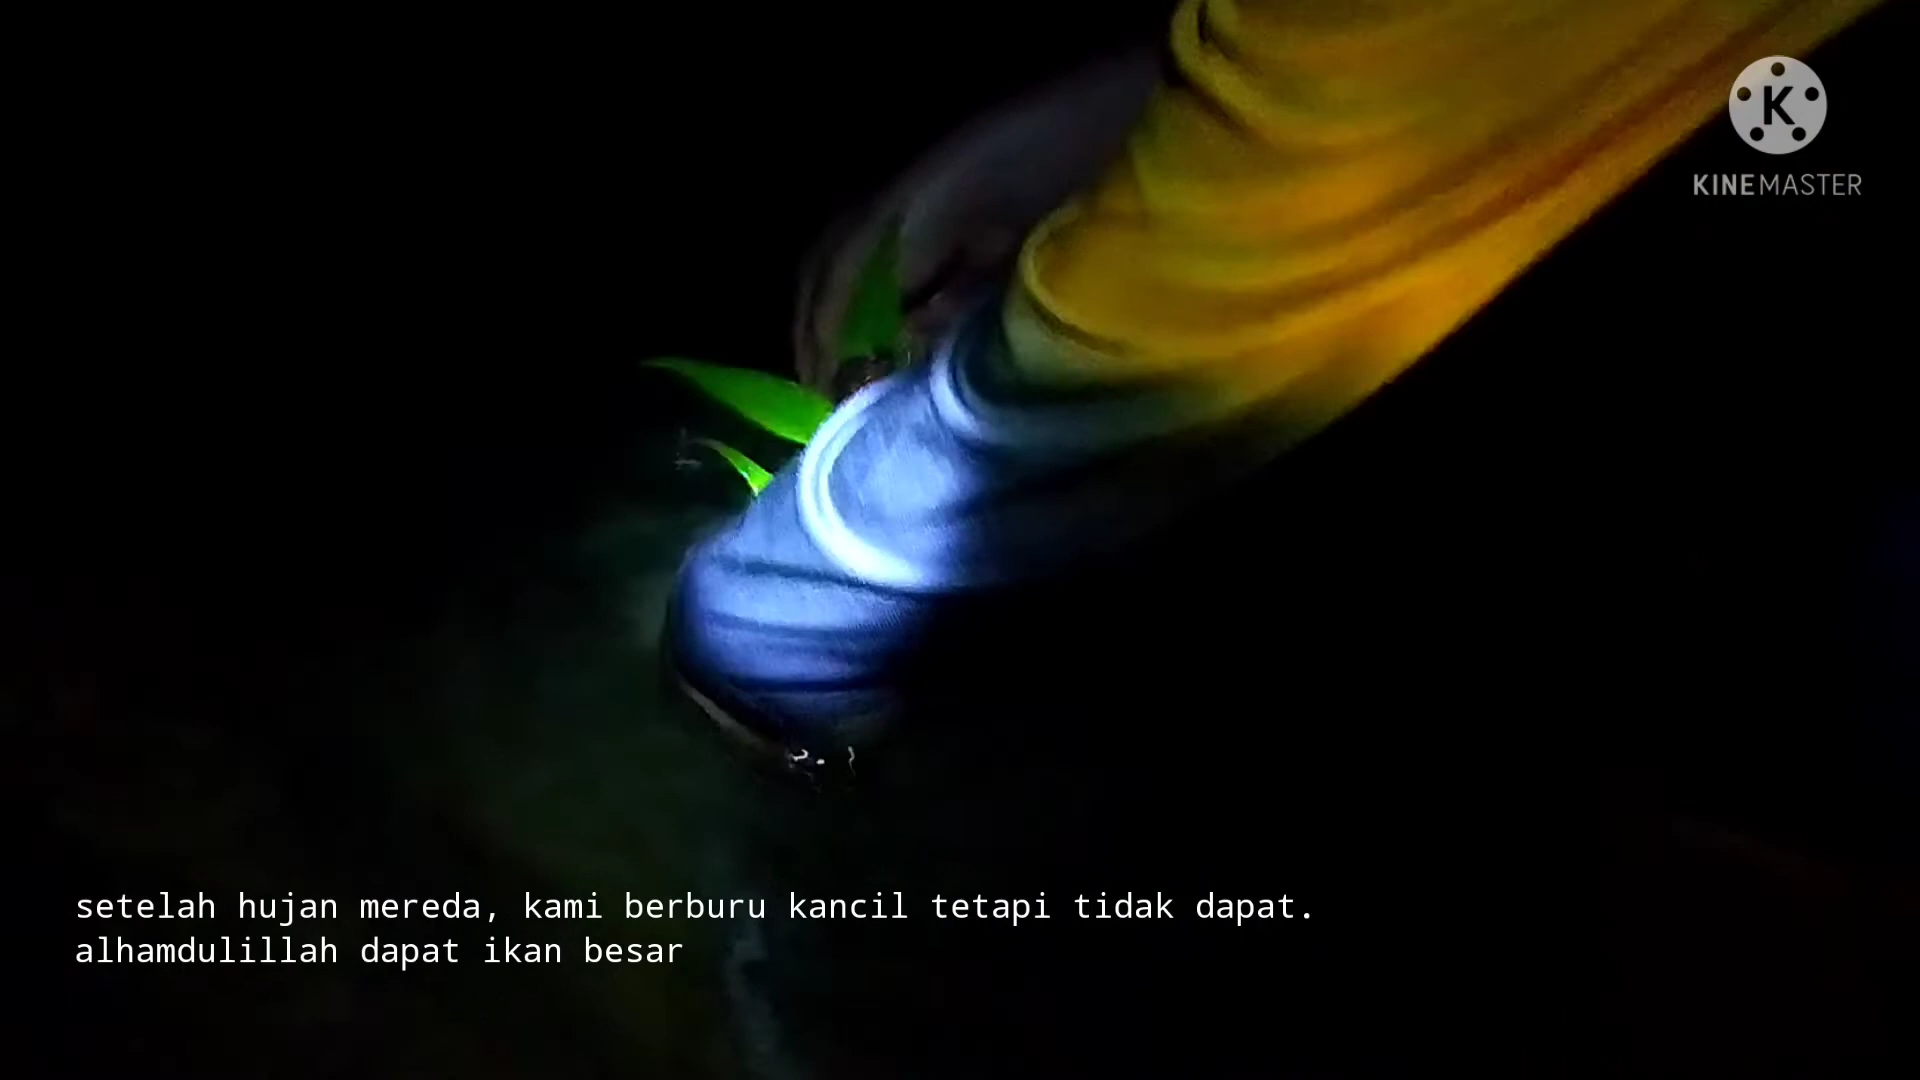 K
KINEMASTER
setelah hujan mereda, kami berburu kancil tetapi tidak dapat.
alhamdulillah dapat ikan besar